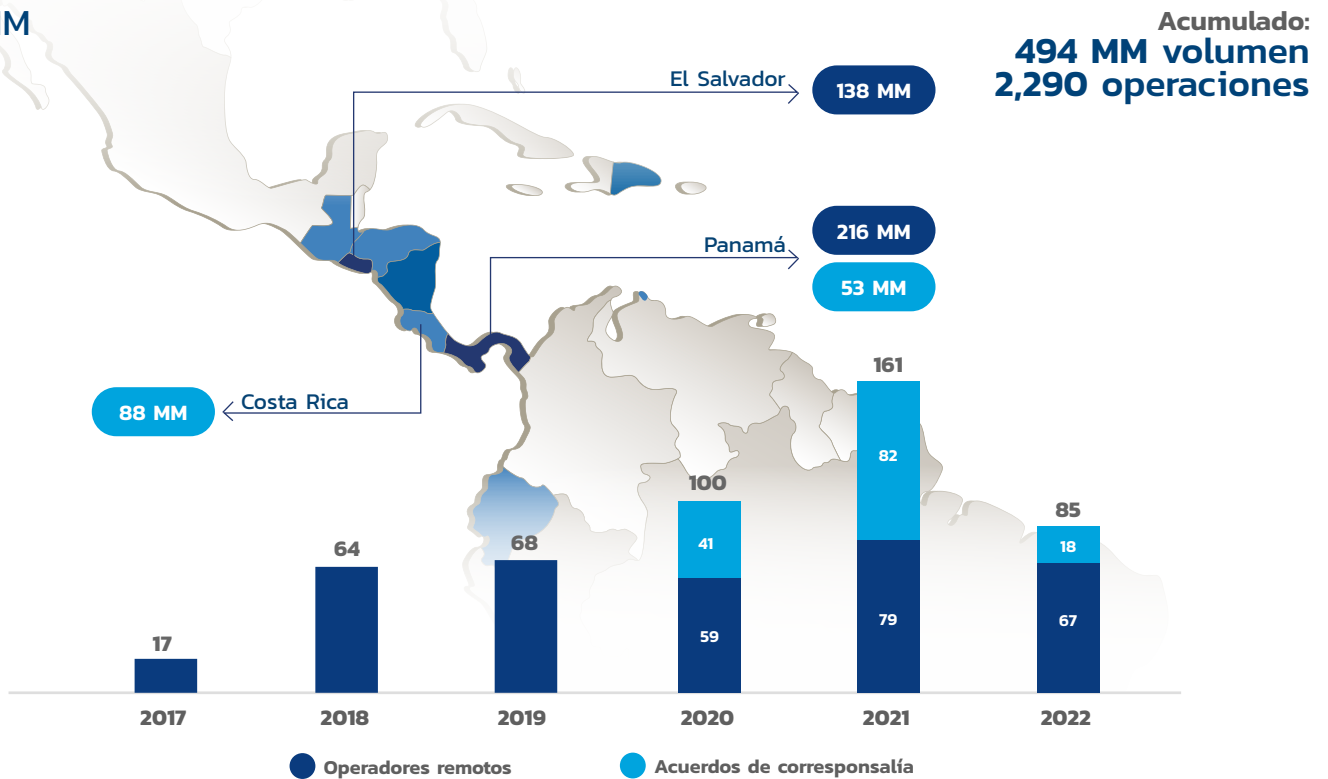 Acumulado:
494 MM volumen
2,290 operaciones
El Salvador
138 MM
Panamá
216 MM
53 MM
Costa Rica
88 MM
17
64
68
100
41
59
161
82
79
85
18
67
2017
2018
2019
2020
2021
2022
Operadores remotos
Acuerdos de corresponsalía